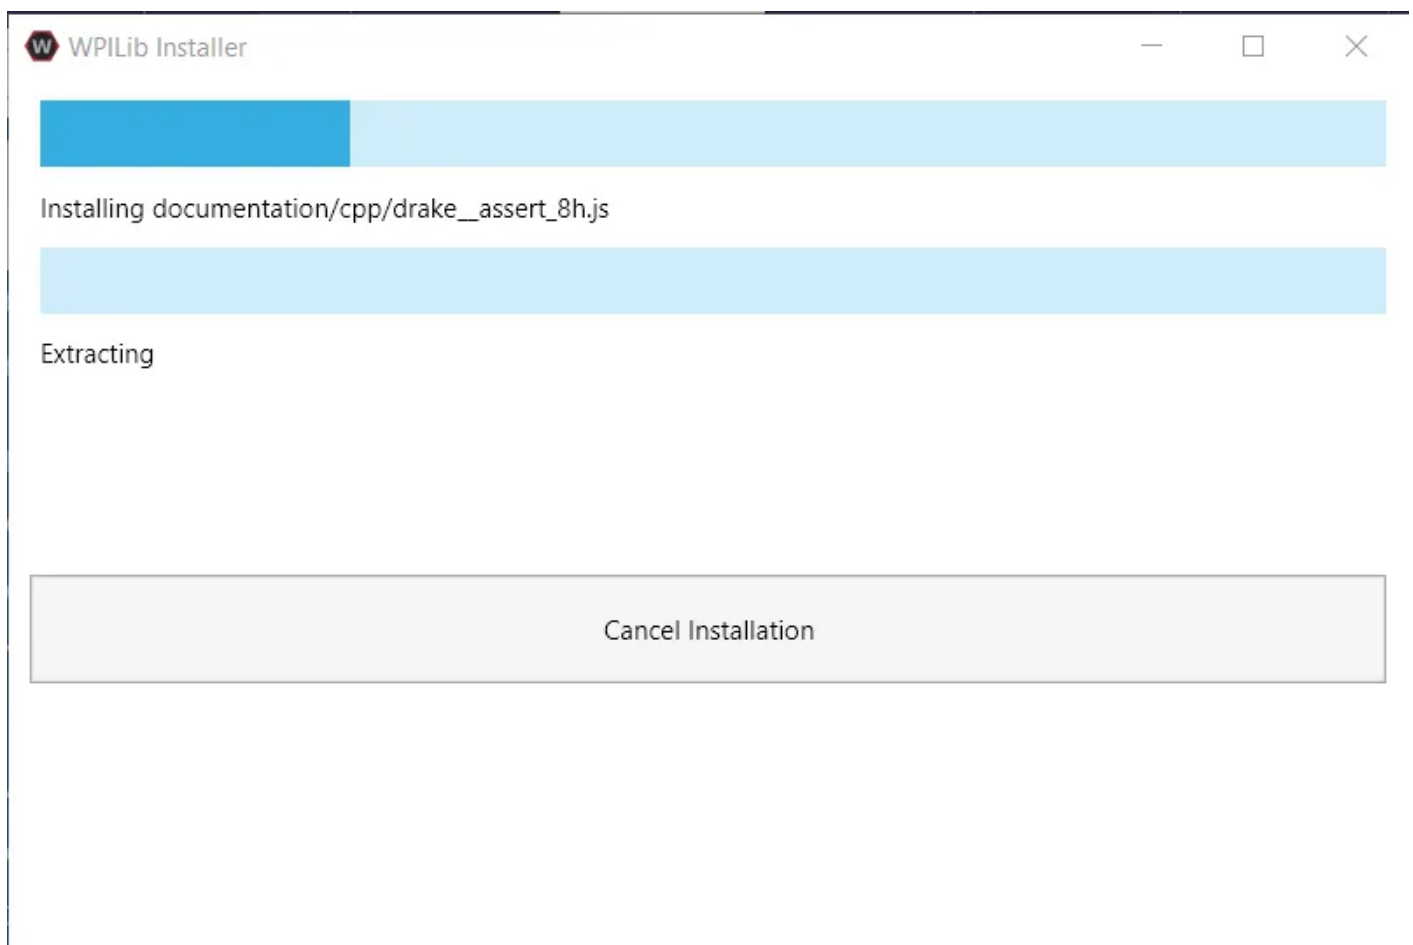 W WPILib Installer
Installing documentation/cpp/drake__assert_8h.js
Extracting
Cancel Installation